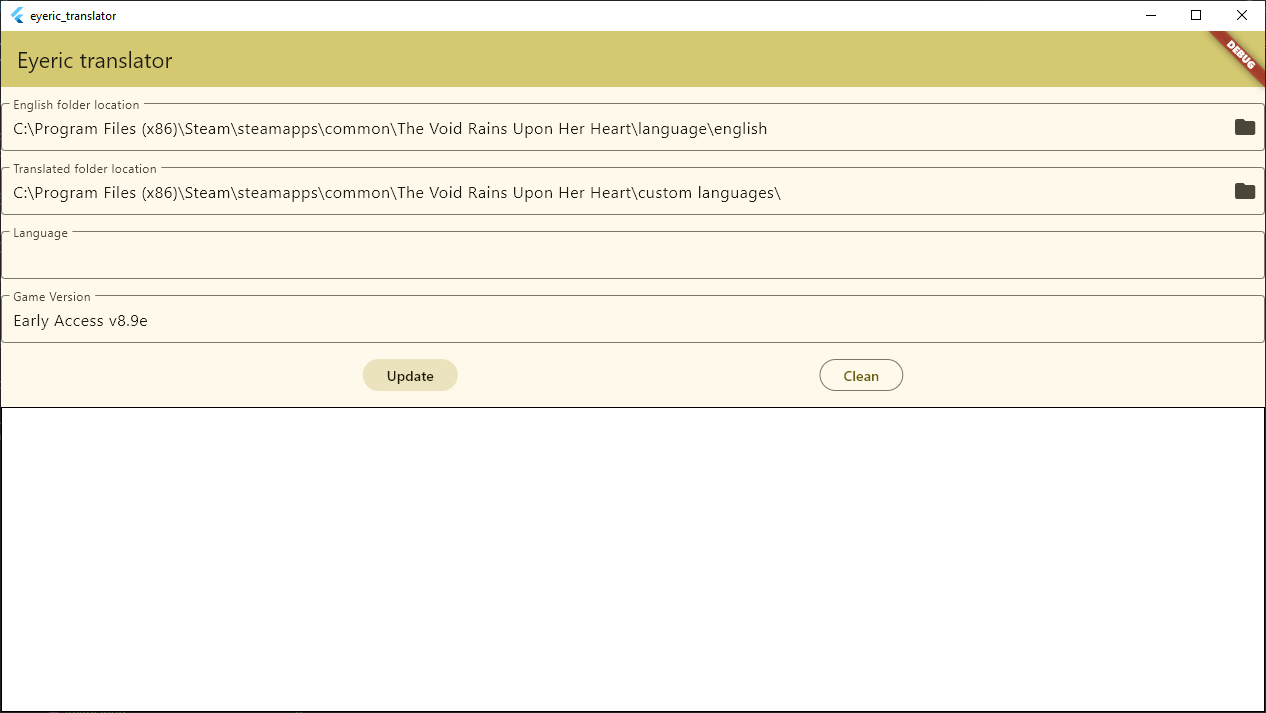 eyeric_translator
Eyeric translator
DEBUG
English folder location
C:\Program Files (x86)\Steam\steamapps\common\The Void Rains Upon Her Heart\language\english
Translated folder location
C:\Program Files (x86)\Steam\steamapps\common\The Void Rains Upon Her Heart\custom languages\
Language
Game Version
Early Access v8.9e
Update
Clean